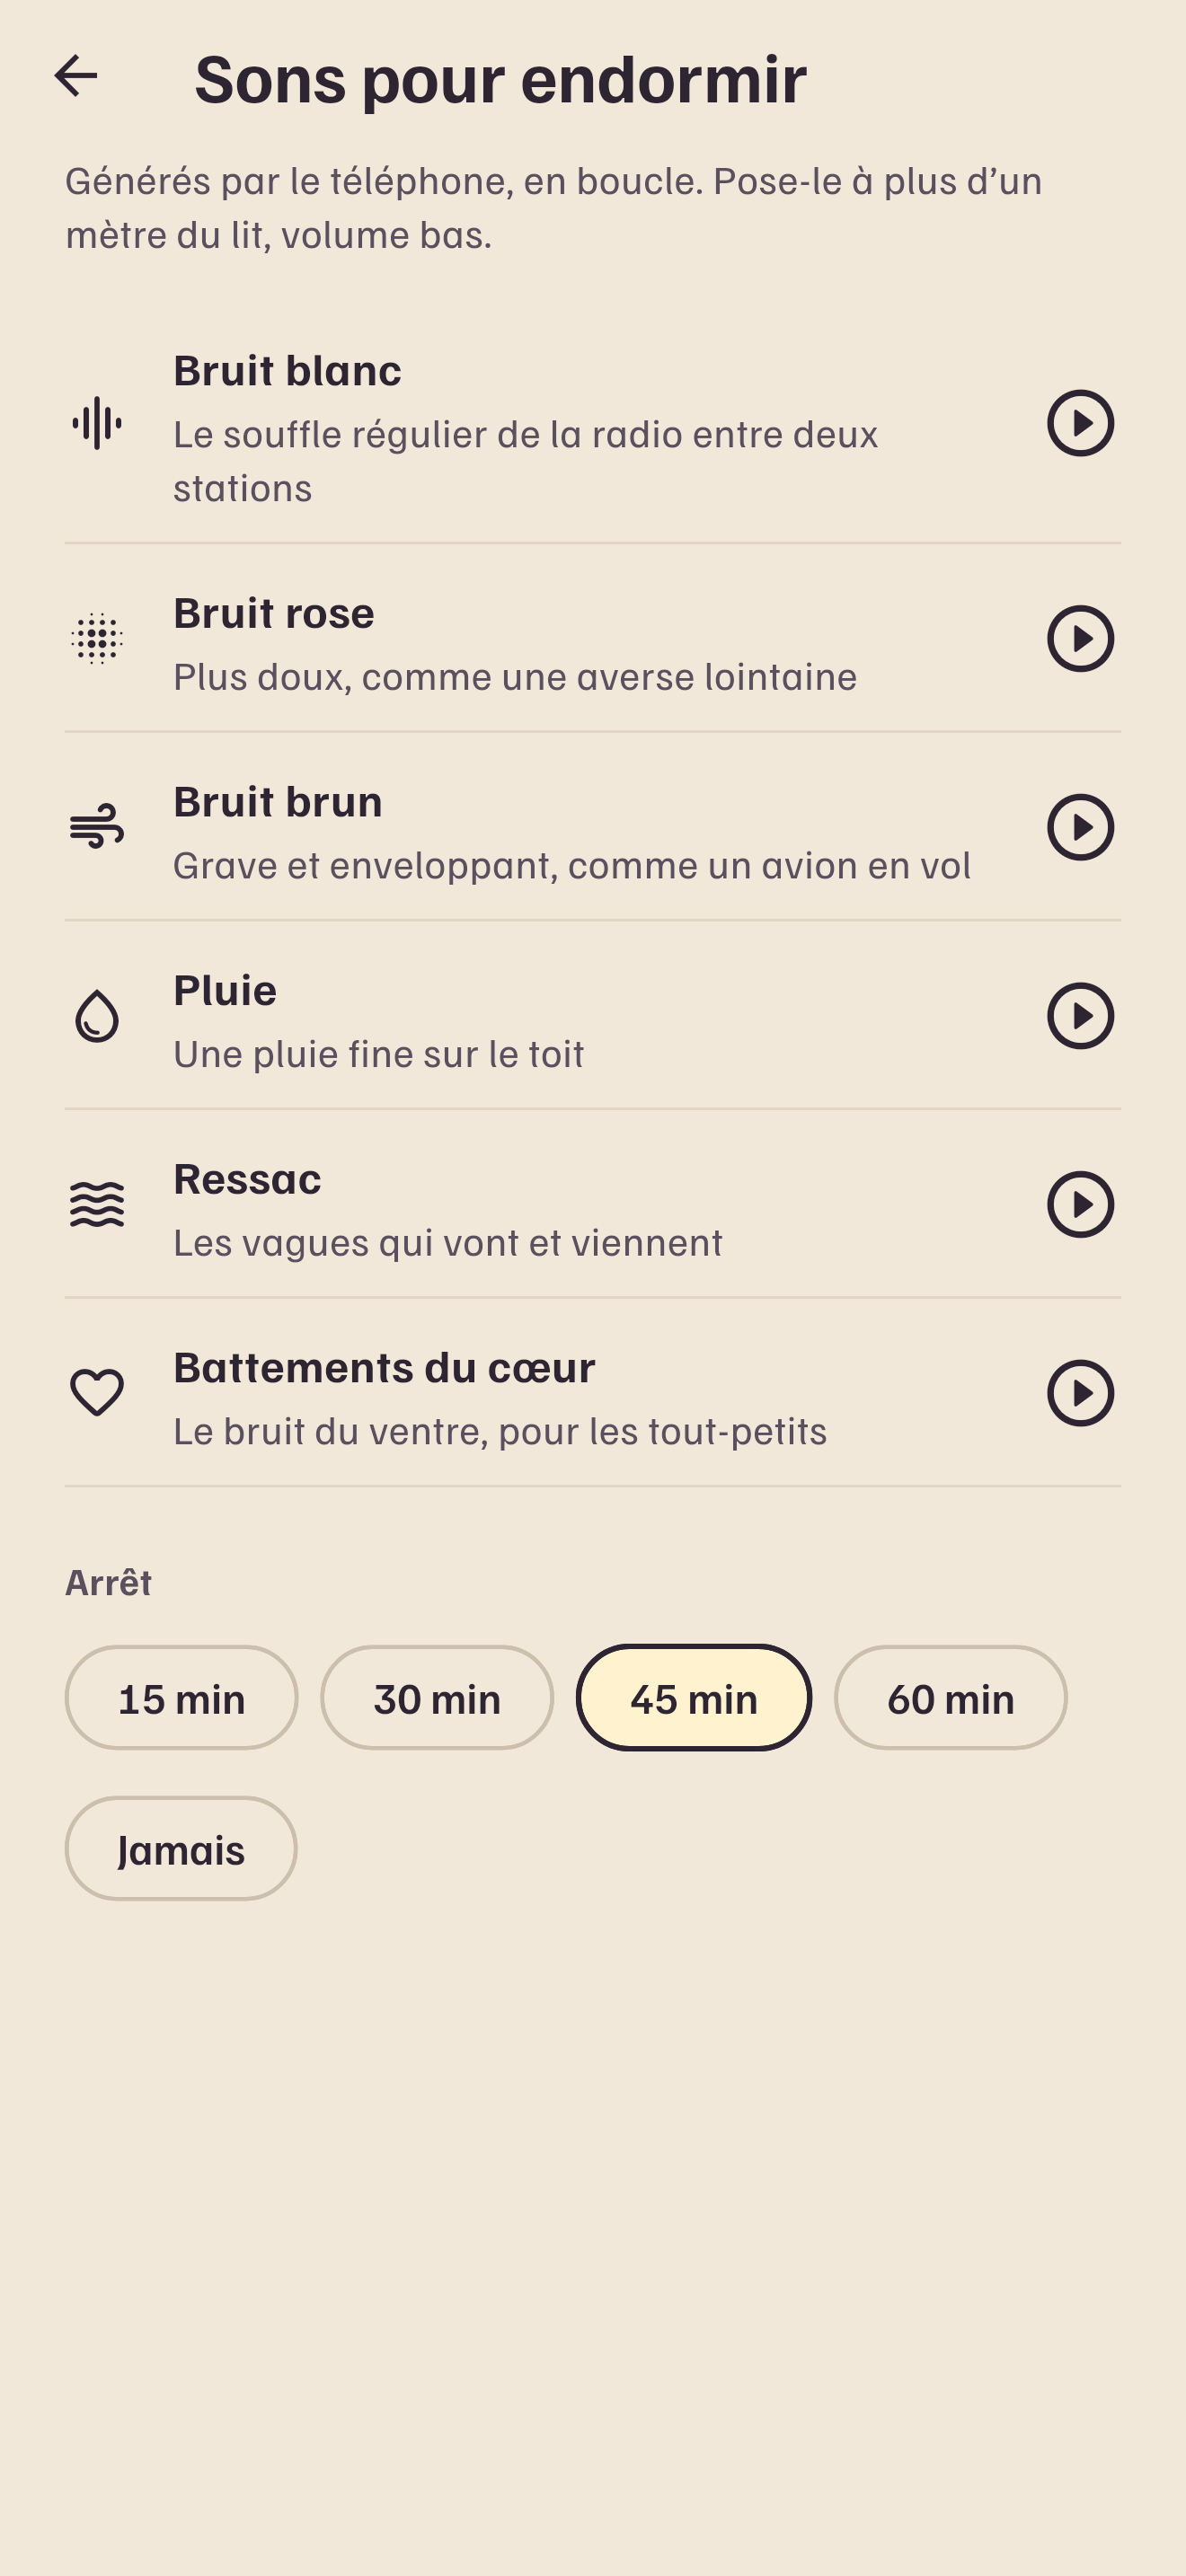 Sons pour endormir
Générés par le téléphone, en boucle. Pose-le à plus d’un
mètre du lit, volume bas.
Bruit blanc
Le souffle régulier de la radio entre deux
stations
Bruit rose
Plus doux, comme une averse lointaine
Bruit brun
Grave et enveloppant, comme un avion en vol
Pluie
Une pluie fine sur le toit
Ressac
Les vagues qui vont et viennent
Battements du cœur
Le bruit du ventre, pour les tout-petits
Arrêt
15 min 30 min 45 min 60 min
Jamais